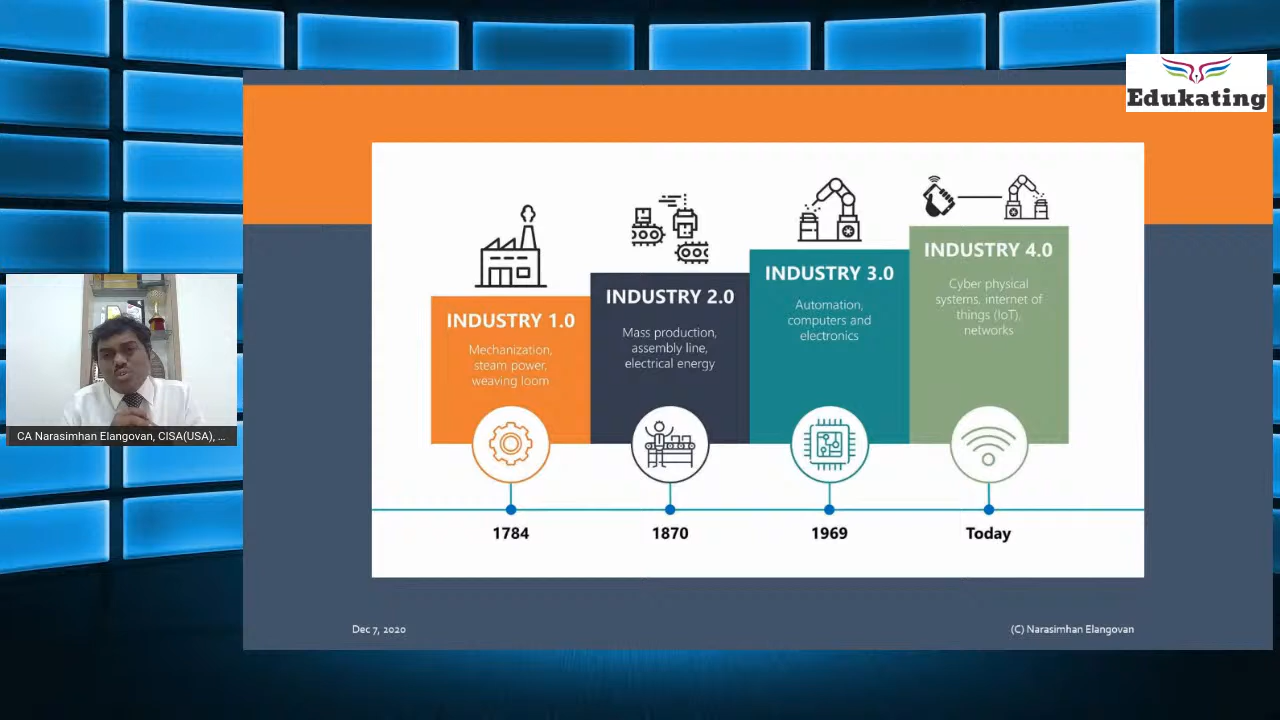 Edukating
INDUSTRY 1.0
Mechanization,
steam power,
weaving loom
1784
INDUSTRY 2.0
Mass production,
assembly line,
electrical energy
1870
INDUSTRY 3.0
Automation,
computers and
electronics
1969
INDUSTRY 4.0
Cyber physical
systems, internet of
things (IoT),
networks
Today
CA Narasimhan Elangovan, CISA(USA), ...
Dec 7, 2020
(C) Narasimhan Elangovan